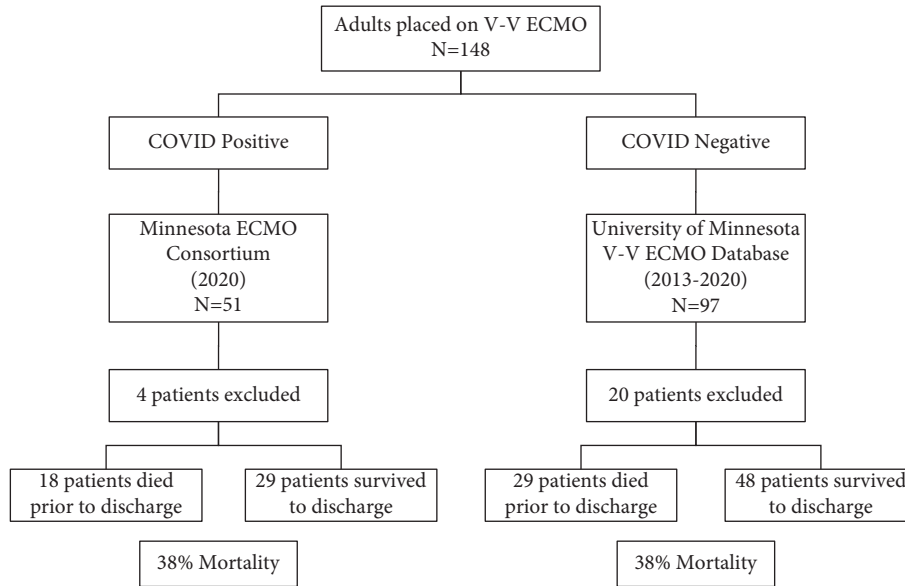 Adults placed on V-V ECMO
N=148
COVID Positive
COVID Negative
Minnesota ECMO
Consortium
(2020)
N=51
University of Minnesota
V-V ECMO Database
(2013-2020)
N=97
4 patients excluded
20 patients excluded
18 patients died
prior to discharge
29 patients survived
to discharge
29 patients died
prior to discharge
48 patients survived
to discharge
38% Mortality
38% Mortality